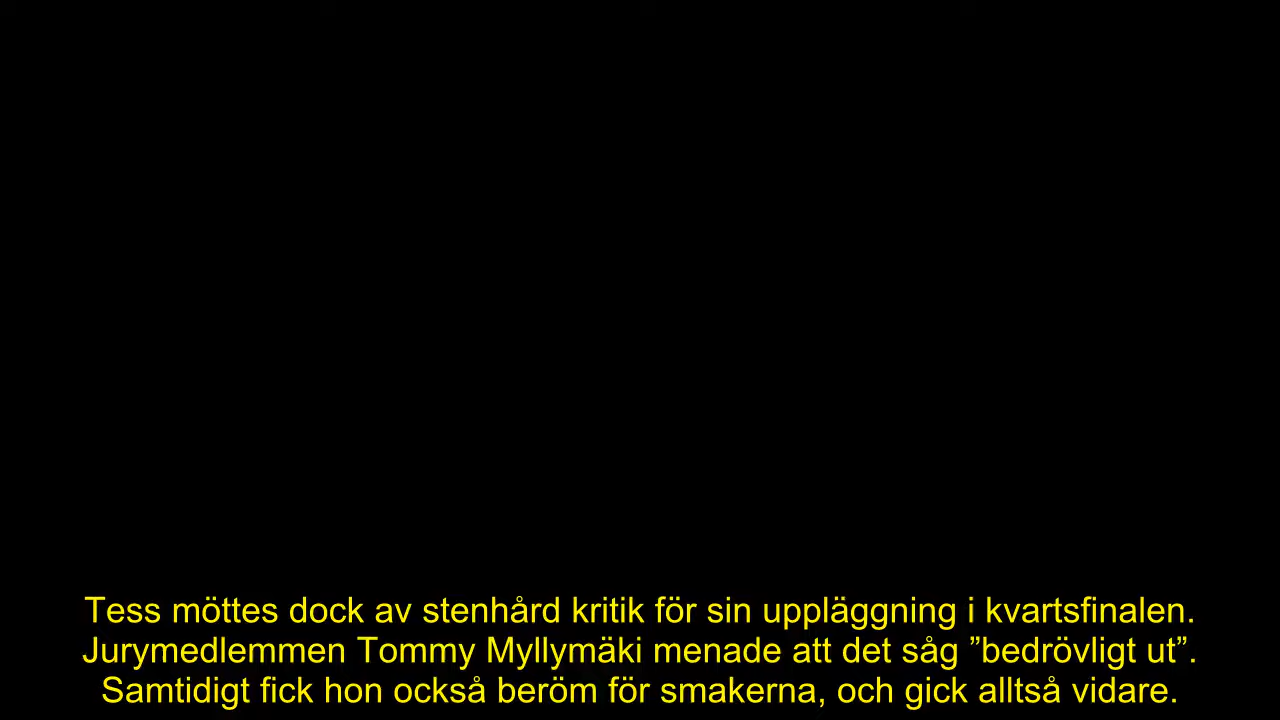 Tess möttes dock av stenhård kritik för sin uppläggning i kvartsfinalen.
Jurymedlemmen Tommy Myllymäki menade att det såg ”bedrövligt ut”.
Samtidigt fick hon också beröm för smakerna, och gick alltså vidare.